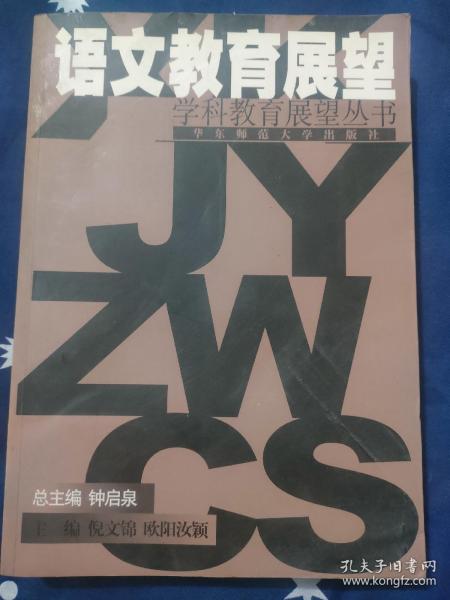 语文教育展望
学科教育展望丛书
华东师范大学出版社
JY
ZW
CS
总主编 钟启泉
主 编 倪文锦 欧阳汝颖
孔夫子旧书网
www.kongfz.com